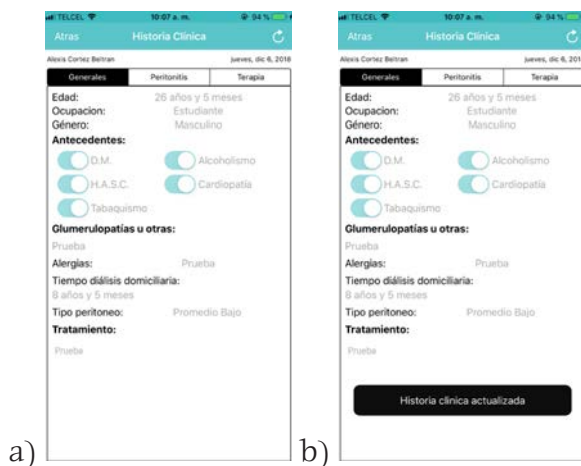 TELCEL 10:07 a. m. 94 %
Atras Historia Clínica
Alexis Cortez Beltran jueves, dic 6, 2018
Generales Peritonitis Terapia
Edad: 26 años y 5 meses
Ocupacion: Estudiante
Género: Masculino
Antecedentes:
D.M. Alcoholismo
H.A.S.C. Cardiopatía
Tabaquismo
Glumerulopatías u otras:
Prueba
Alergias: Prueba
Tiempo diálisis domiciliaria:
8 años y 5 meses
Tipo peritoneo: Promedio Bajo
Tratamiento:
Prueba
a)
TELCEL 10:07 a. m. 94 %
Atras Historia Clínica
Alexis Cortez Beltran jueves, dic 6, 2018
Generales Peritonitis Terapia
Edad: 26 años y 5 meses
Ocupacion: Estudiante
Género: Masculino
Antecedentes:
D.M. Alcoholismo
H.A.S.C. Cardiopatía
Tabaquismo
Glumerulopatías u otras:
Prueba
Alergias: Prueba
Tiempo diálisis domiciliaria:
8 años y 5 meses
Tipo peritoneo: Promedio Bajo
Tratamiento:
Prueba
Historia clínica actualizada
b)